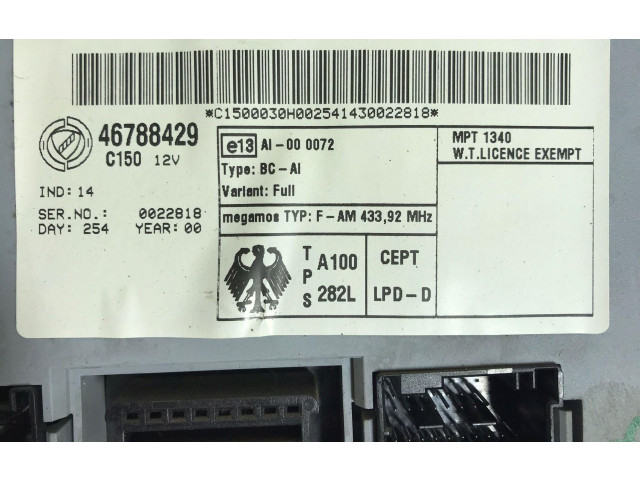 *C1500030H002541430022818*
46788429
C150 12V
IND: 14
SER.NO.: 0022818
DAY: 254 YEAR: 00
e13 AI-00 0072
Type: BC-AI
Variant: Full
megamos TYP: F-AM 433,92 MHz
TPS A100 282L
CEPT
LPD-D
MPT 1340
W.T.LICENCE EXEMPT